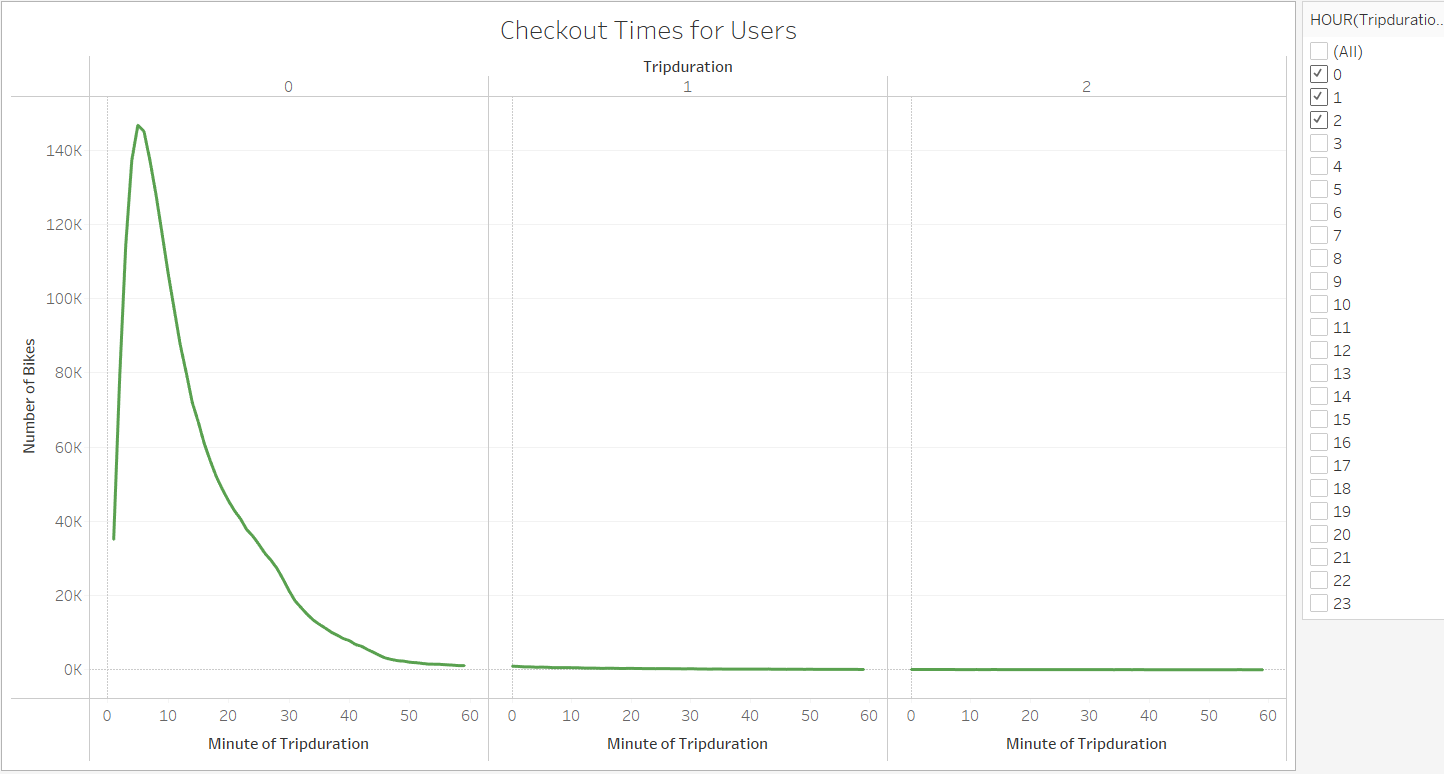 Checkout Times for Users
Tripduration
0 1 2
140K
120K
100K
80K
60K
40K
20K
0K
Number of Bikes
0 10 20 30 40 50 60 0 10 20 30 40 50 60 0 10 20 30 40 50 60
Minute of Tripduration Minute of Tripduration Minute of Tripduration
HOUR(Tripduratio..
(All)
0
1
2
3
4
5
6
7
8
9
10
11
12
13
14
15
16
17
18
19
20
21
22
23